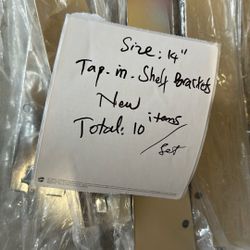 Size: 14"
Tap-in-Shelf Brackets
New
Total: 10 items/set